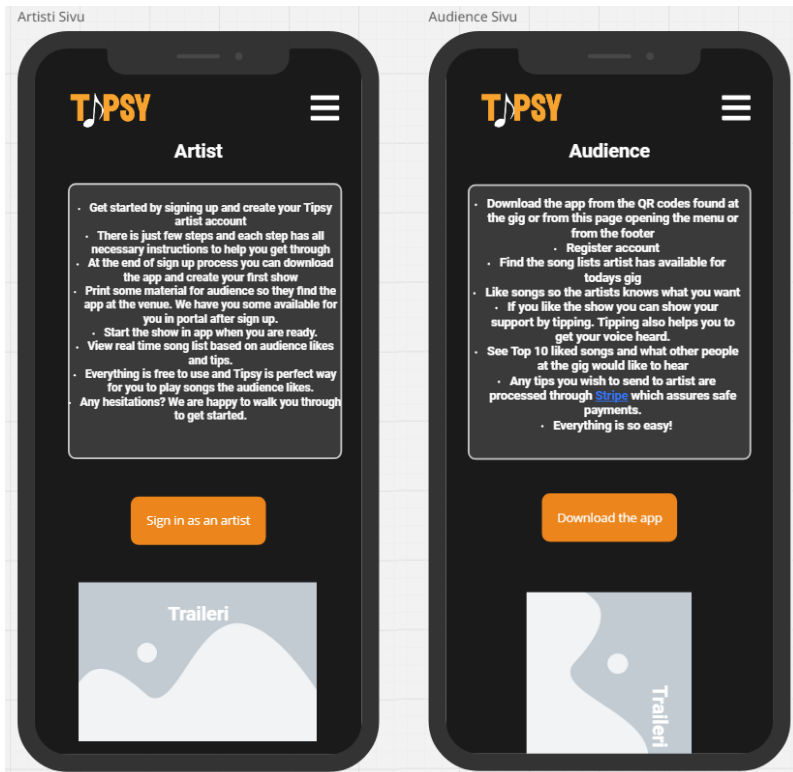 Artisti Sivu
TIPSY
Artist
· Get started by signing up and create your Tipsy
artist account
· There is just few steps and each step has all
necessary instructions to help you get through
· At the end of sign up process you can download
the app and create your first show
· Print some material for audience so they find the
app at the venue. We have you some available for
you in portal after sign up.
· Start the show in app when you are ready.
· View real time song list based on audience likes
and tips.
· Everything is free to use and Tipsy is perfect way
for you to play songs the audience likes.
· Any hesitations? We are happy to walk you through
to get started.
Sign in as an artist
Traileri
Audience Sivu
TIPSY
Audience
· Download the app from the QR codes found at
the gig or from this page opening the menu or
from the footer
· Register account
· Find the song lists artist has available for
todays gig
· Like songs so the artists knows what you want
· If you like the show you can show your
support by tipping. Tipping also helps you to
get your voice heard.
· See Top 10 liked songs and what other people
at the gig would like to hear
· Any tips you wish to send to artist are
processed through Stripe which assures safe
payments.
· Everything is so easy!
Download the app
Traileri